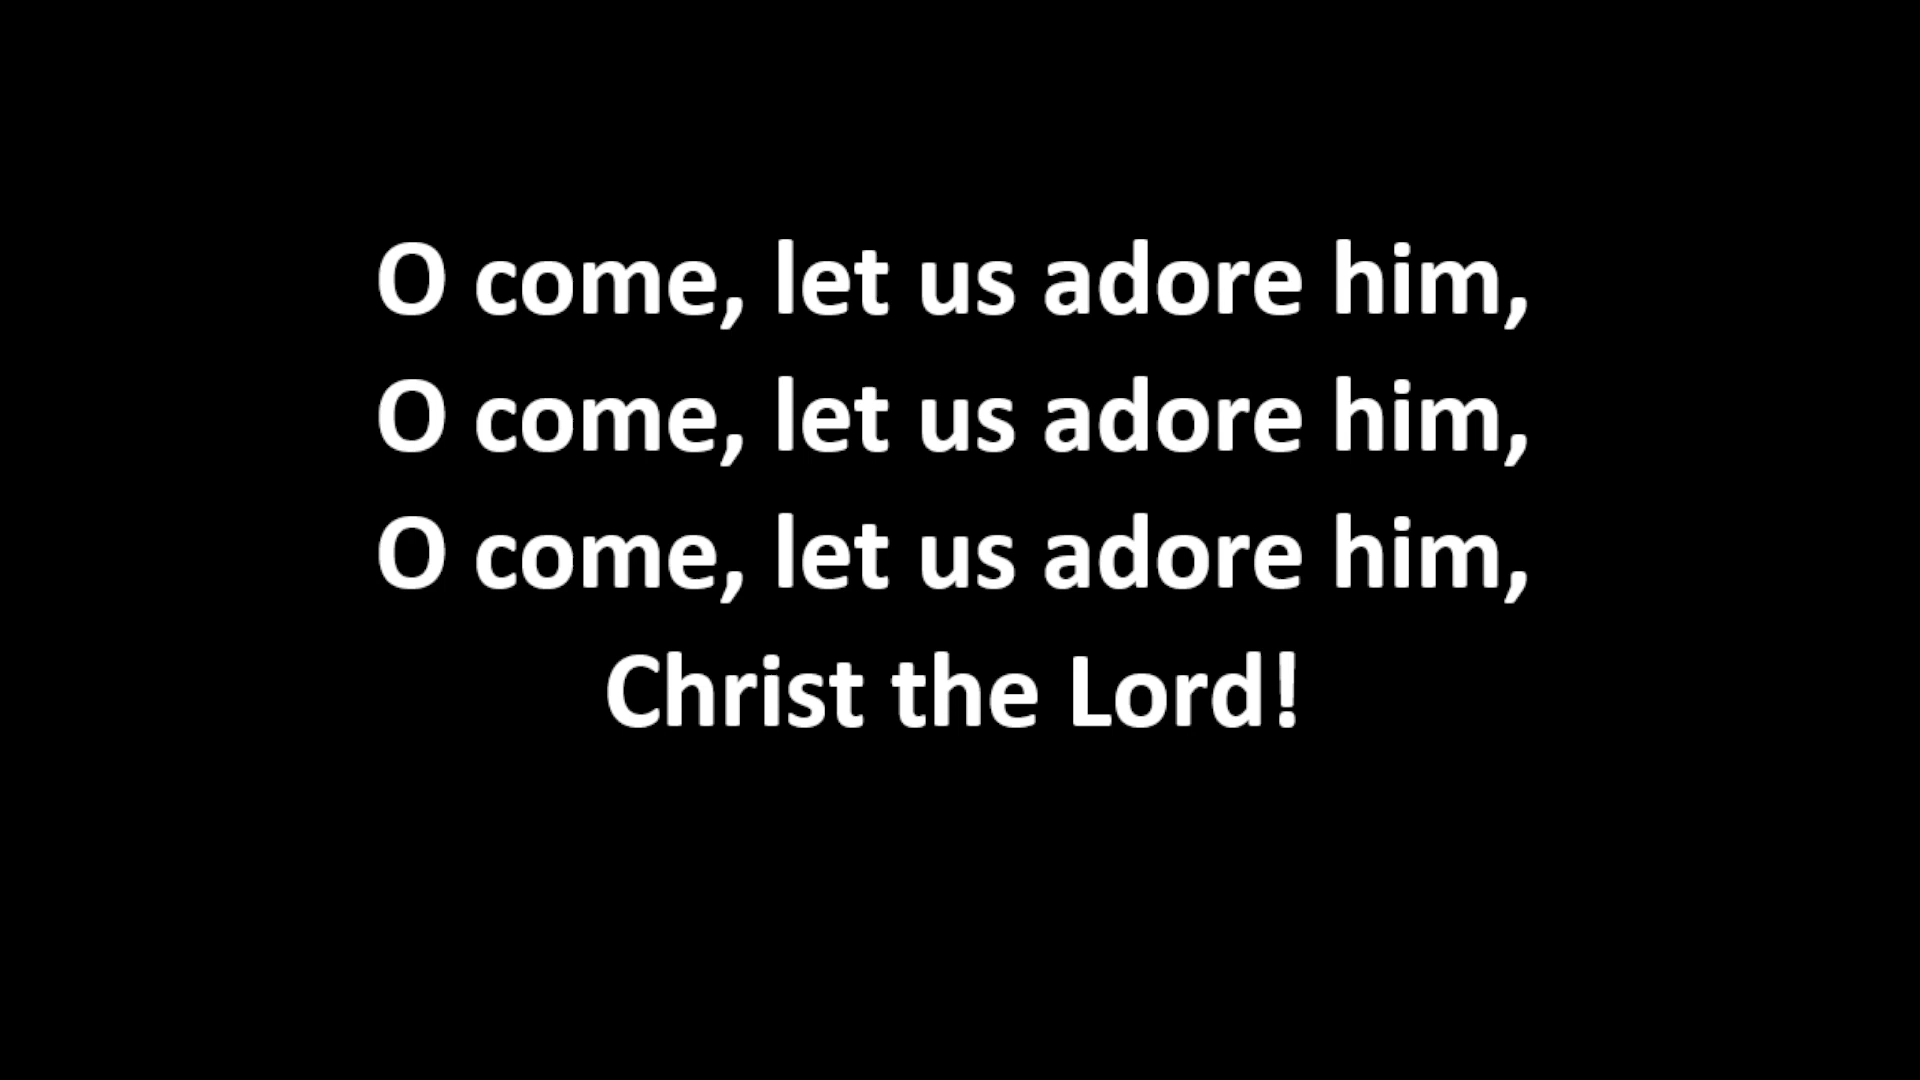 O come, let us adore him,
O come, let us adore him,
O come, let us adore him,
Christ the Lord!